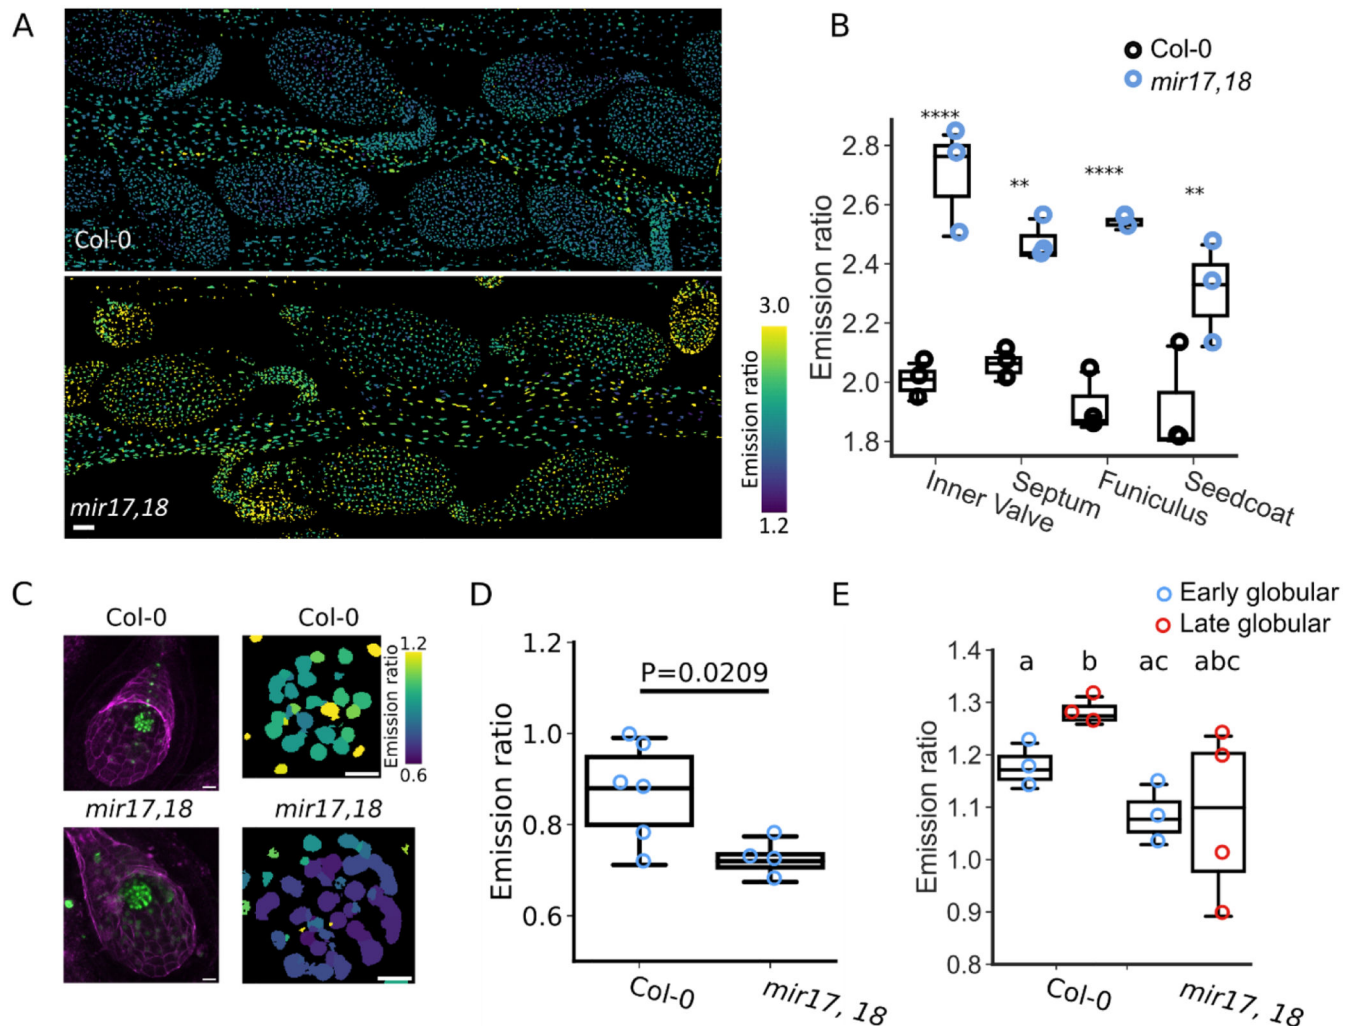 A
Col-0
mir17,18
3.0
Emission ratio
1.2
B
Col-0
mir17,18
****
**
****
**
Emission ratio
2.8
2.6
2.4
2.2
2.0
1.8
Inner Valve
Septum
Funiculus
Seedcoat
C
Col-0
Col-0
1.2
Emission ratio
0.6
mir17,18
mir17,18
D
1.2
1.0
0.8
0.6
Emission ratio
P=0.0209
Col-0
mir17, 18
E
Early globular
Late globular
a b ac abc
Emission ratio
1.4
1.3
1.2
1.1
1.0
0.9
0.8
Col-0
mir17, 18